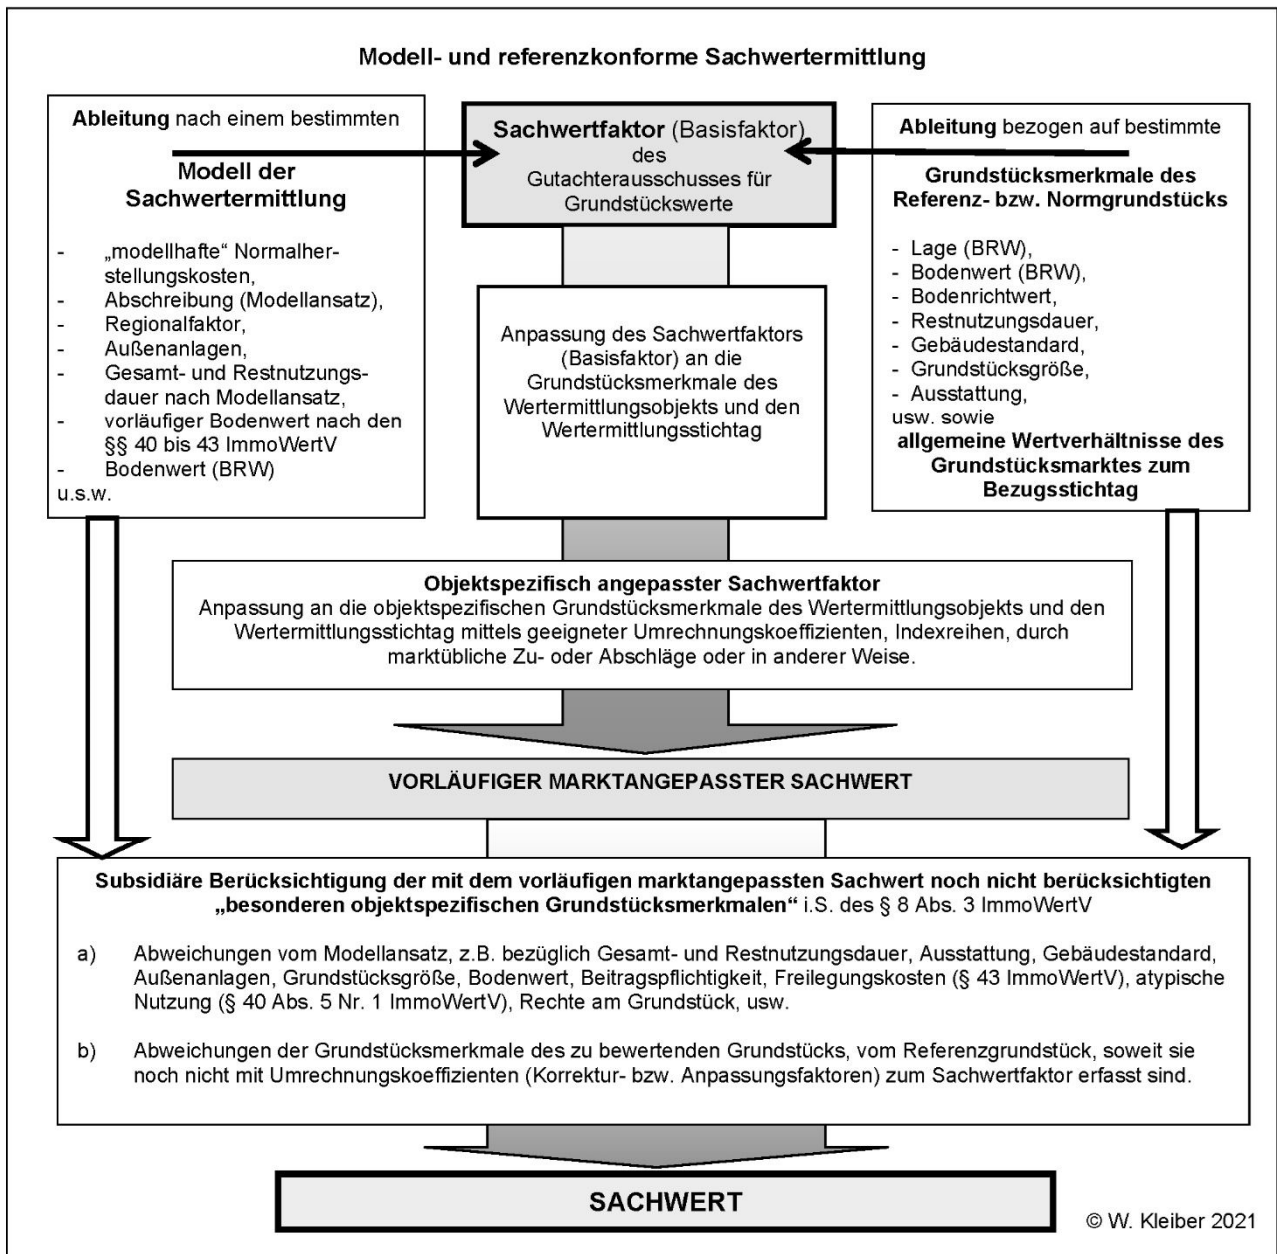 Modell- und referenzkonforme Sachwertermittlung
Ableitung nach einem bestimmten
Modell der
Sachwertermittlung
- „modellhafte“ Normalher-
stellungskosten,
- Abschreibung (Modellansatz),
- Regionalfaktor,
- Außenanlagen,
- Gesamt- und Restnutzungs-
dauer nach Modellansatz,
- vorläufiger Bodenwert nach den
§§ 40 bis 43 ImmoWertV
- Bodenwert (BRW)
u.s.w.
Sachwertfaktor (Basisfaktor)
des
Gutachterausschusses für
Grundstückswerte
Anpassung des Sachwertfaktors
(Basisfaktor) an die
Grundstücksmerkmale des
Wertermittlungsobjekts und den
Wertermittlungsstichtag
Ableitung bezogen auf bestimmte
Grundstücksmerkmale des
Referenz- bzw. Normgrundstücks
- Lage (BRW),
- Bodenwert (BRW),
- Bodenrichtwert,
- Restnutzungsdauer,
- Gebäudestandard,
- Grundstücksgröße,
- Ausstattung,
usw. sowie
allgemeine Wertverhältnisse des
Grundstücksmarktes zum
Bezugsstichtag
Objektspezifisch angepasster Sachwertfaktor
Anpassung an die objektspezifischen Grundstücksmerkmale des Wertermittlungsobjekts und den
Wertermittlungsstichtag mittels geeigneter Umrechnungskoeffizienten, Indexreihen, durch
marktübliche Zu- oder Abschläge oder in anderer Weise.
VORLÄUFIGER MARKTANGEPASSTER SACHWERT
Subsidiäre Berücksichtigung der mit dem vorläufigen marktangepassten Sachwert noch nicht berücksichtigten
„besonderen objektspezifischen Grundstücksmerkmalen“ i.S. des § 8 Abs. 3 ImmoWertV
a) Abweichungen vom Modellansatz, z.B. bezüglich Gesamt- und Restnutzungsdauer, Ausstattung, Gebäudestandard,
Außenanlagen, Grundstücksgröße, Bodenwert, Beitragspflichtigkeit, Freilegungskosten (§ 43 ImmoWertV), atypische
Nutzung (§ 40 Abs. 5 Nr. 1 ImmoWertV), Rechte am Grundstück, usw.
b) Abweichungen der Grundstücksmerkmale des zu bewertenden Grundstücks, vom Referenzgrundstück, soweit sie
noch nicht mit Umrechnungskoeffizienten (Korrektur- bzw. Anpassungsfaktoren) zum Sachwertfaktor erfasst sind.
SACHWERT
© W. Kleiber 2021